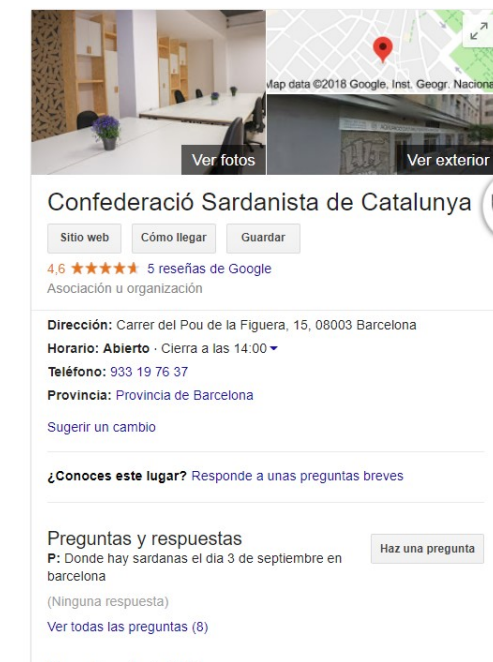 Map data ©2018 Google, Inst. Geogr. Naciona
Ver fotos
Ver exterior
Confederació Sardanista de Catalunya
Sitio web
Cómo llegar
Guardar
4,6 5 reseñas de Google
Asociación u organización
Dirección: Carrer del Pou de la Figuera, 15, 08003 Barcelona
Horario: Abierto · Cierra a las 14:00
Teléfono: 933 19 76 37
Provincia: Provincia de Barcelona
Sugerir un cambio
¿Conoces este lugar? Responde a unas preguntas breves
Preguntas y respuestas
Haz una pregunta
P: Donde hay sardanas el dia 3 de septiembre en
barcelona
(Ninguna respuesta)
Ver todas las preguntas (8)